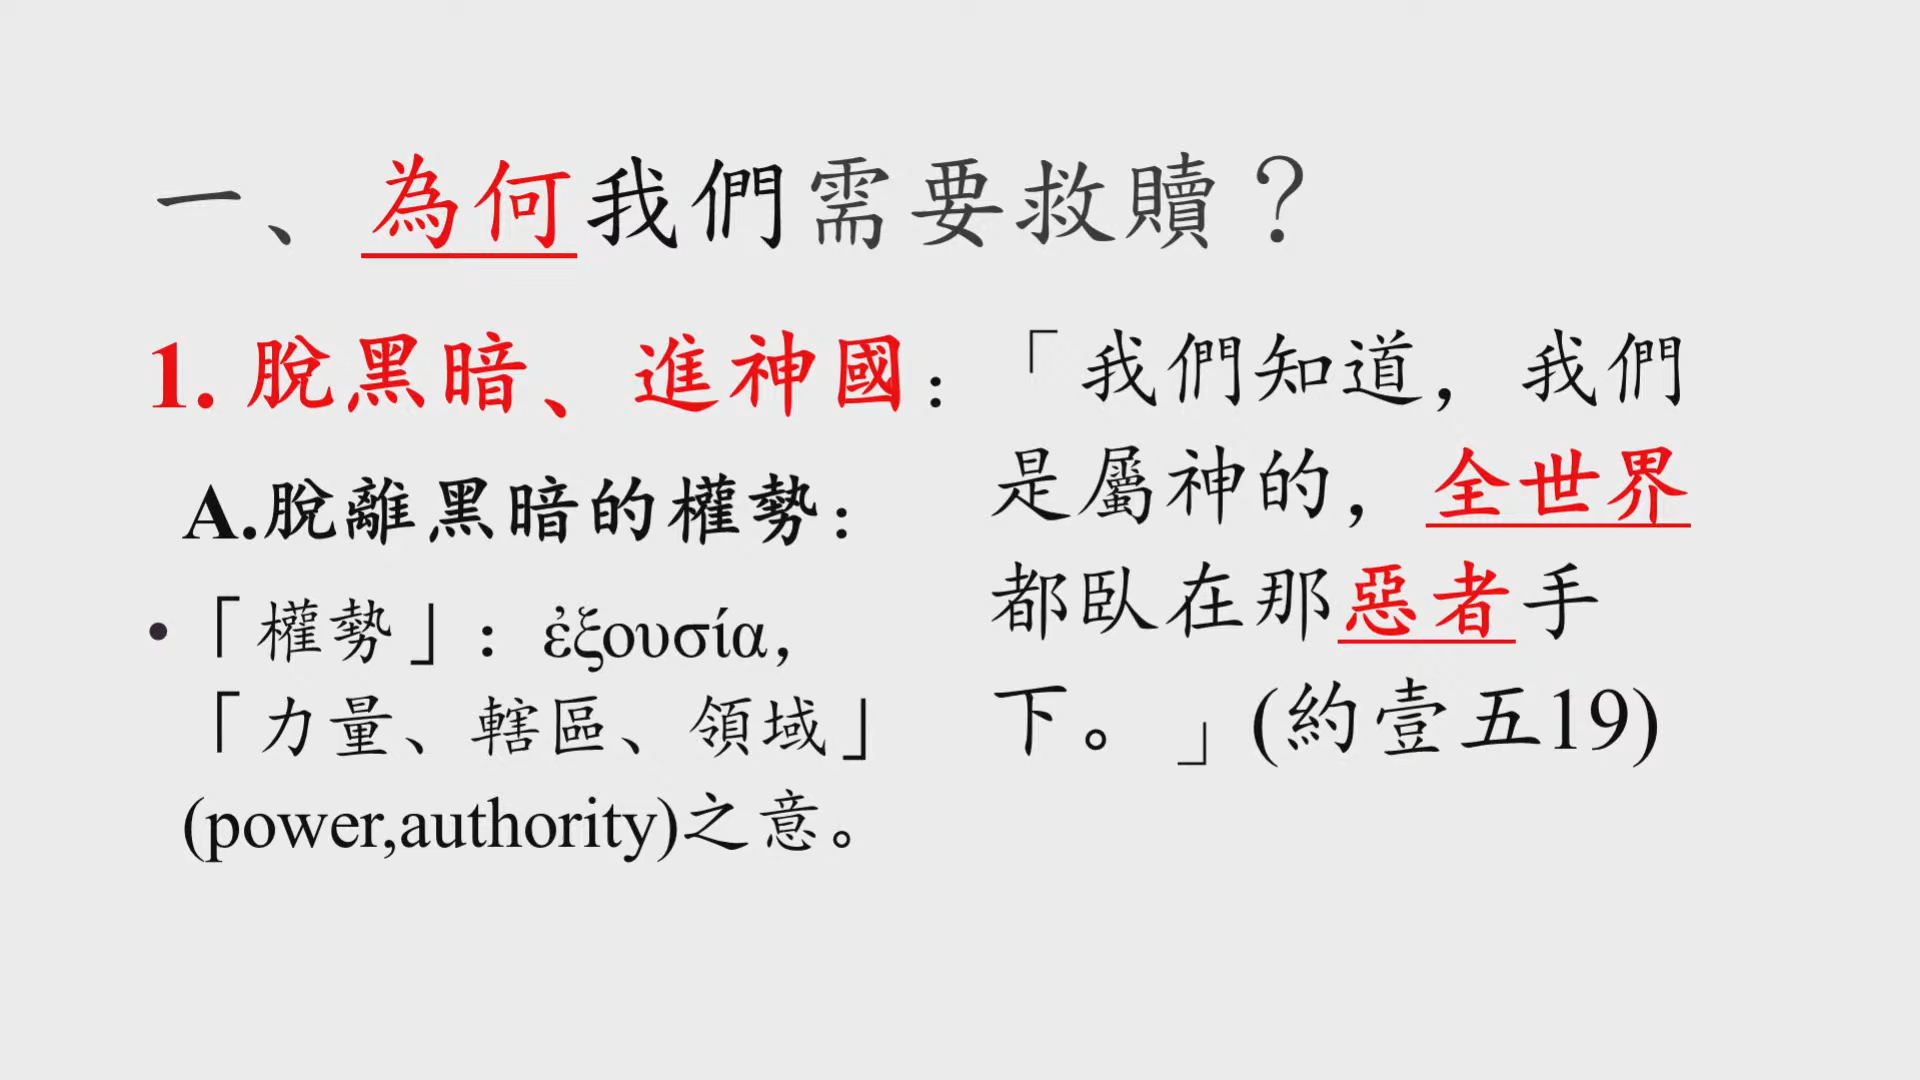 一、為何我們需要救贖？
1. 脫黑暗、進神國：
A.脫離黑暗的權勢：
•「權勢」：ἐξουσία，
「力量、轄區、領域」
(power,authority)之意。
「我們知道，我們
是屬神的，全世界
都臥在那惡者手
下。」(約壹五19)